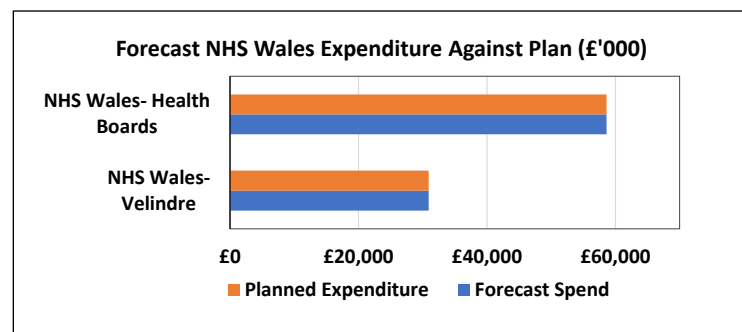 Forecast NHS Wales Expenditure Against Plan (£'000)
NHS Wales- Health
Boards
NHS Wales-
Velindre
£0 £20,000 £40,000 £60,000
Planned Expenditure Forecast Spend